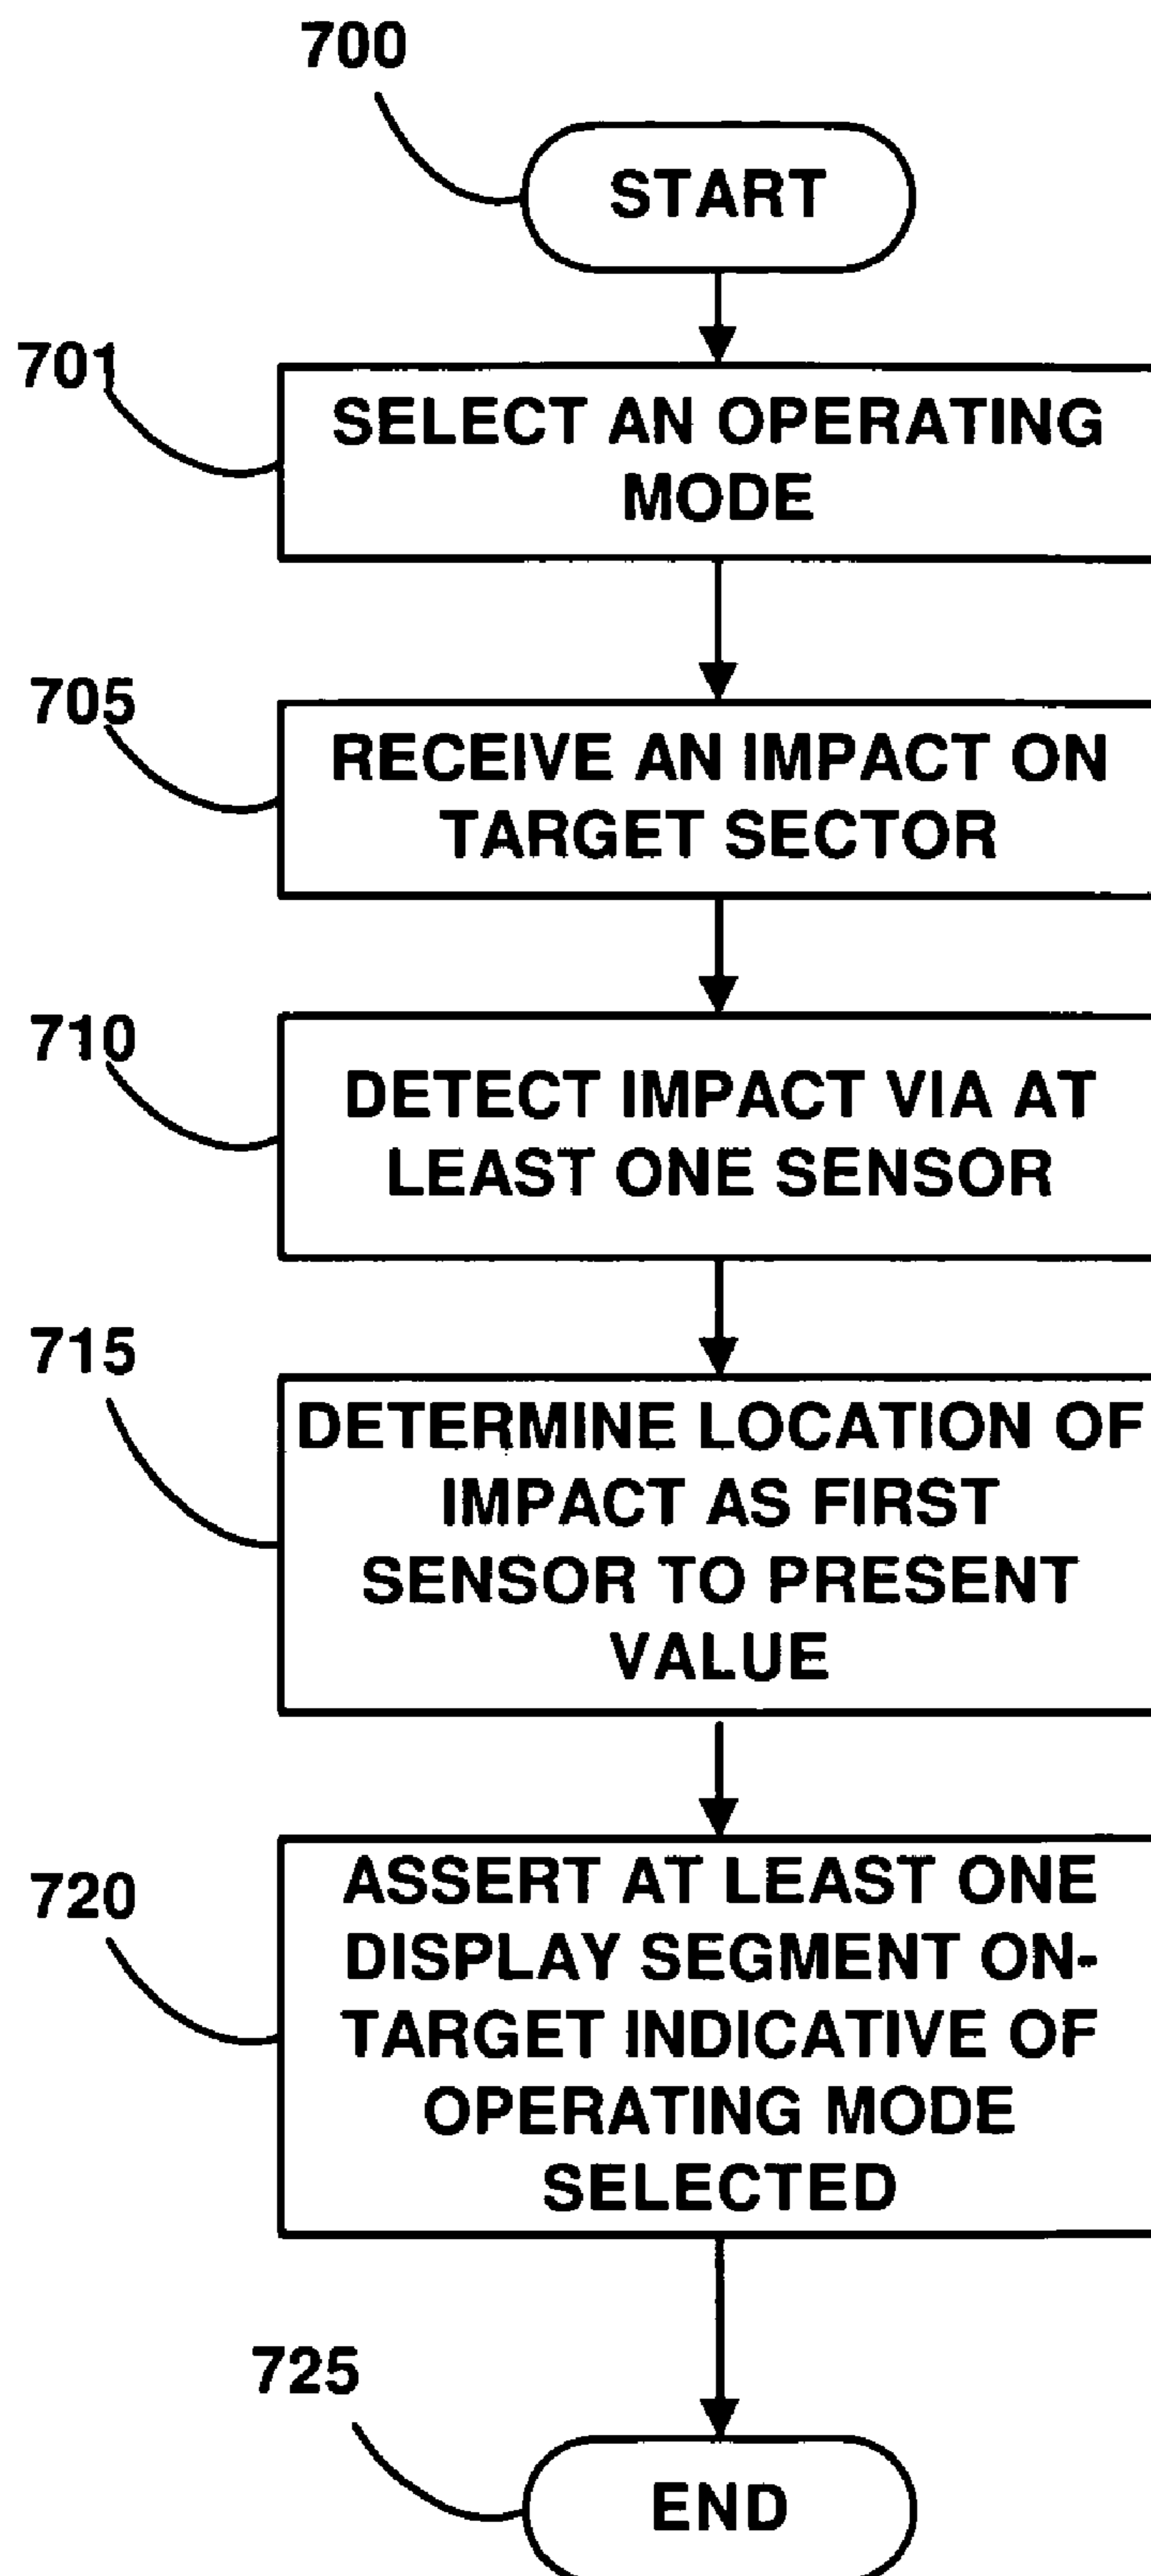 700
START
701
SELECT AN OPERATING
MODE
705
RECEIVE AN IMPACT ON
TARGET SECTOR
710
DETECT IMPACT VIA AT
LEAST ONE SENSOR
715
DETERMINE LOCATION OF
IMPACT AS FIRST
SENSOR TO PRESENT
VALUE
720
ASSERT AT LEAST ONE
DISPLAY SEGMENT ON-
TARGET INDICATIVE OF
OPERATING MODE
SELECTED
725
END